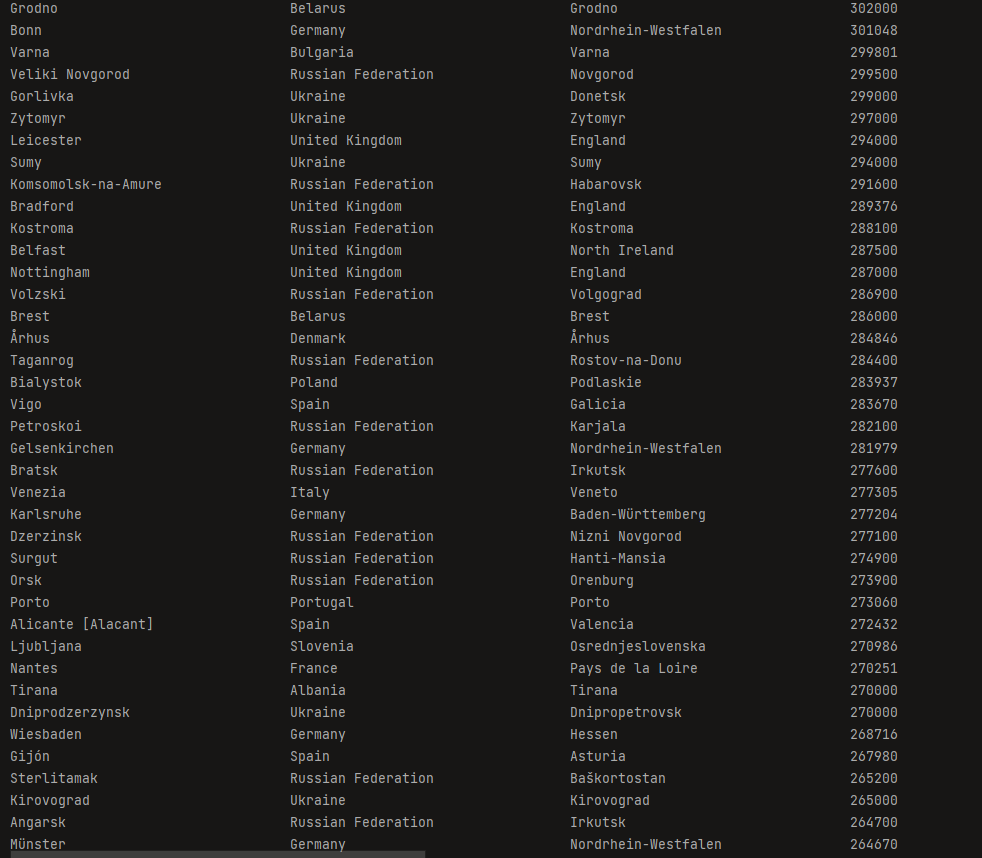 Grodno Belarus Grodno 302000
Bonn Germany Nordrhein-Westfalen 301048
Varna Bulgaria Varna 299801
Veliki Novgorod Russian Federation Novgorod 299500
Gorlivka Ukraine Donetsk 299000
Zytomyr Ukraine Zytomyr 297000
Leicester United Kingdom England 294000
Sumy Ukraine Sumy 294000
Komsomolsk-na-Amure Russian Federation Habarovsk 291600
Bradford United Kingdom England 289376
Kostroma Russian Federation Kostroma 288100
Belfast United Kingdom North Ireland 287500
Nottingham United Kingdom England 287000
Volzski Russian Federation Volgograd 286900
Brest Belarus Brest 286000
Århus Denmark Århus 284846
Taganrog Russian Federation Rostov-na-Donu 284400
Bialystok Poland Podlaskie 283937
Vigo Spain Galicia 283670
Petroskoi Russian Federation Karjala 282100
Gelsenkirchen Germany Nordrhein-Westfalen 281979
Bratsk Russian Federation Irkutsk 277600
Venezia Italy Veneto 277305
Karlsruhe Germany Baden-Württemberg 277204
Dzerzinsk Russian Federation Nizni Novgorod 277100
Surgut Russian Federation Hanti-Mansia 274900
Orsk Russian Federation Orenburg 273900
Porto Portugal Porto 273060
Alicante [Alacant] Spain Valencia 272432
Ljubljana Slovenia Osrednjeslovenska 270986
Nantes France Pays de la Loire 270251
Tirana Albania Tirana 270000
Dniprodzerzynsk Ukraine Dnipropetrovsk 270000
Wiesbaden Germany Hessen 268716
Gijón Spain Asturia 267980
Sterlitamak Russian Federation Baškortostan 265200
Kirovograd Ukraine Kirovograd 265000
Angarsk Russian Federation Irkutsk 264700
Münster Germany Nordrhein-Westfalen 264670